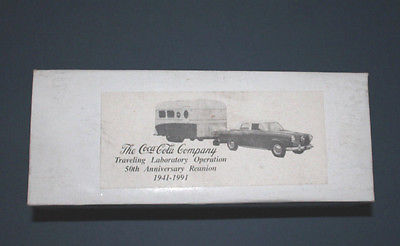 The Coca-Cola Company
Traveling Laboratory Operation
50th Anniversary Reunion
1941-1991